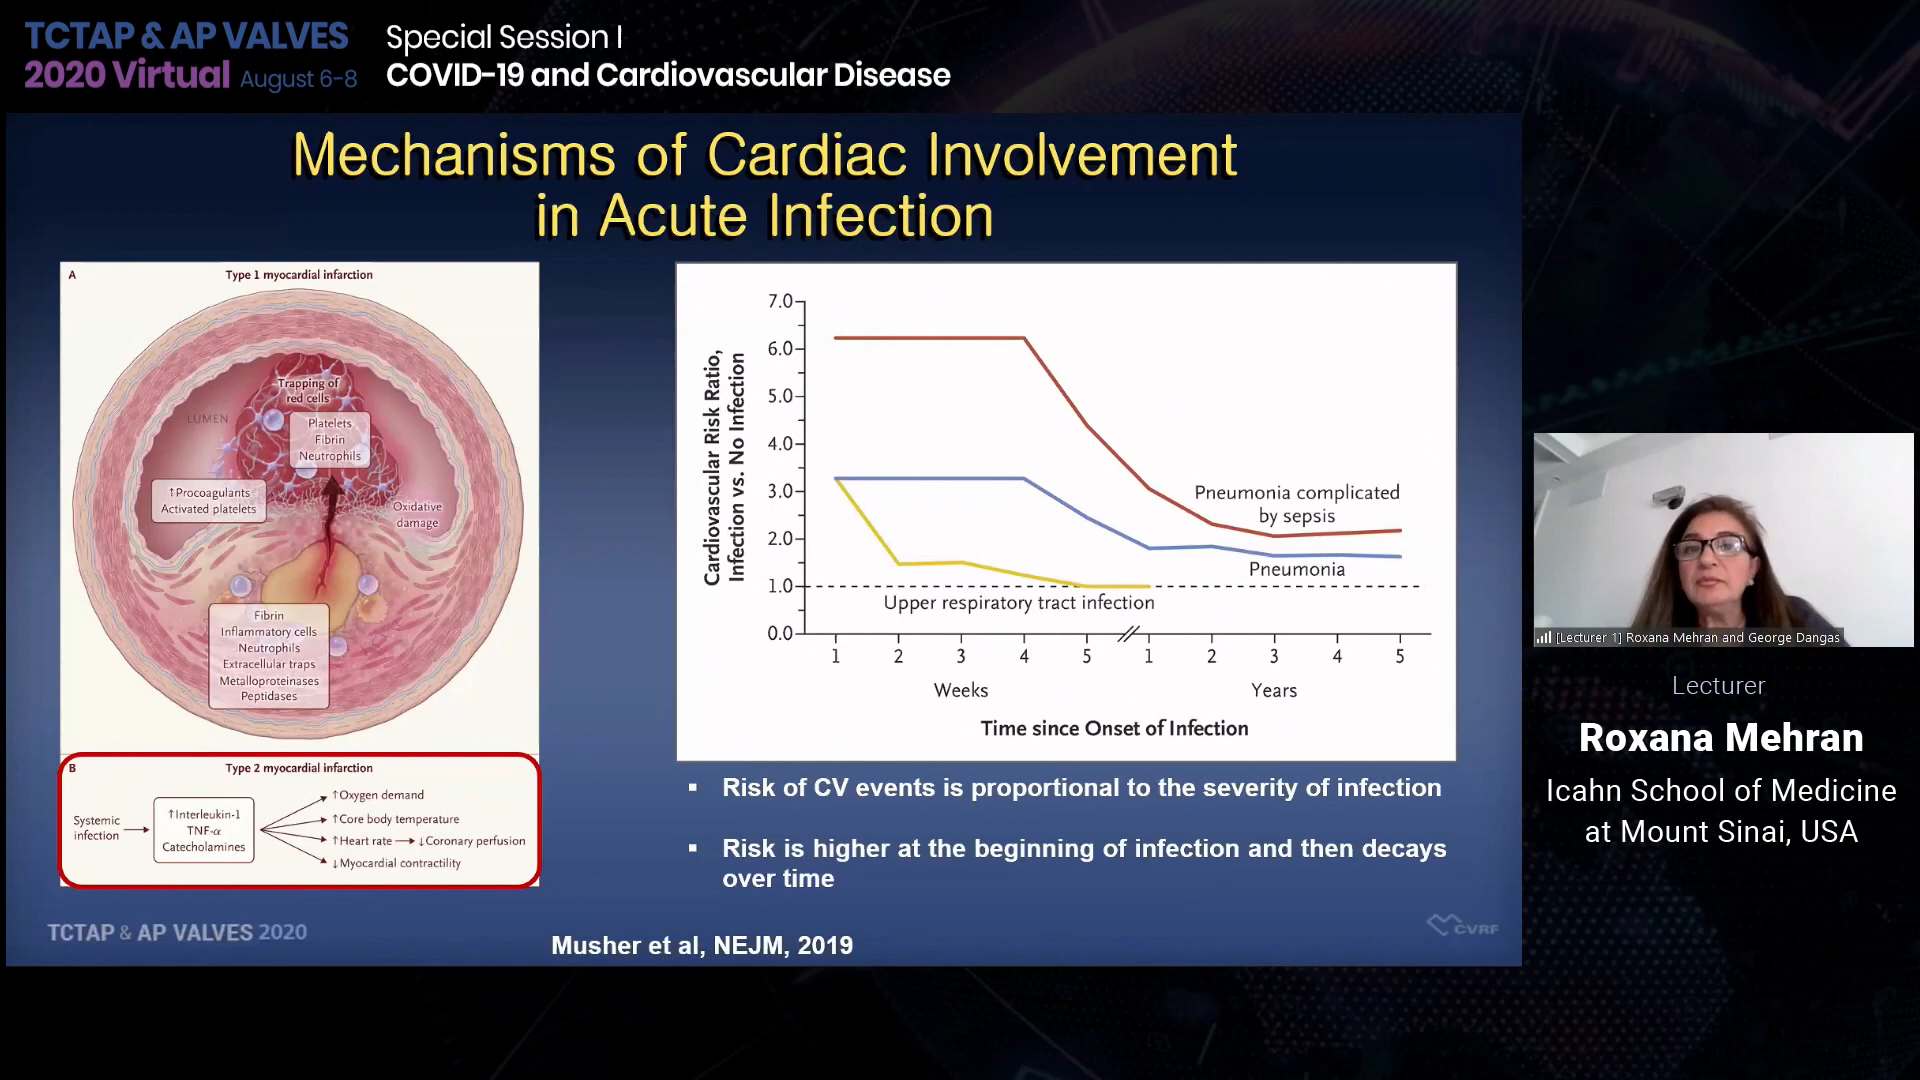 TCTAP & AP VALVES
2020 Virtual August 6-8
Special Session I
COVID-19 and Cardiovascular Disease
Mechanisms of Cardiac Involvement
in Acute Infection
A
Type 1 myocardial infarction
Trapping of
red cells
LUMEN
Platelets
Fibrin
Neutrophils
↑Procoagulants
Activated platelets
Oxidative
damage
Fibrin
Inflammatory cells
Neutrophils
Extracellular traps
Metalloproteinases
Peptidases
B
Type 2 myocardial infarction
Systemic
infection
↑Interleukin-1
TNF-α
Catecholamines
↑Oxygen demand
↑Core body temperature
↑Heart rate → ↓Coronary perfusion
↓Myocardial contractility
Cardiovascular Risk Ratio,
Infection vs. No Infection
7.0
6.0
5.0
4.0
3.0
2.0
1.0
0.0
Pneumonia complicated
by sepsis
Pneumonia
Upper respiratory tract infection
1 2 3 4 5 1 2 3 4 5
Weeks Years
Time since Onset of Infection
▪ Risk of CV events is proportional to the severity of infection
▪ Risk is higher at the beginning of infection and then decays
over time
TCTAP & AP VALVES 2020
Musher et al, NEJM, 2019
CVRF
[Lecturer 1] Roxana Mehran and George Dangas
Lecturer
Roxana Mehran
Icahn School of Medicine
at Mount Sinai, USA